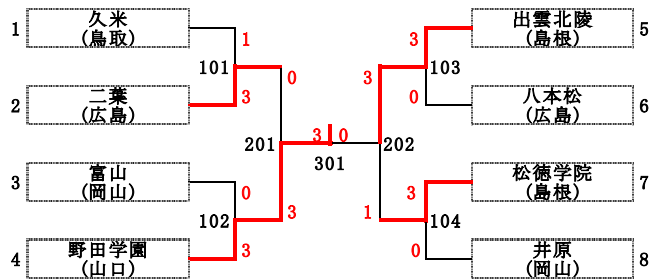 1
久米
(鳥取)
1
101
2
二葉
(広島)
3
0
201
3
富山
(岡山)
0
102
4
野田学園
(山口)
3
3
3 0
301
出雲北陵
(島根)
5
3
3
103
八本松
(広島)
6
0
202
松徳学院
(島根)
7
3
1
104
井原
(岡山)
8
0